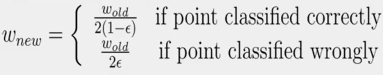 w_new = { w_old / 2(1−ϵ) if point classified correctly
w_old / 2ϵ if point classified wrongly